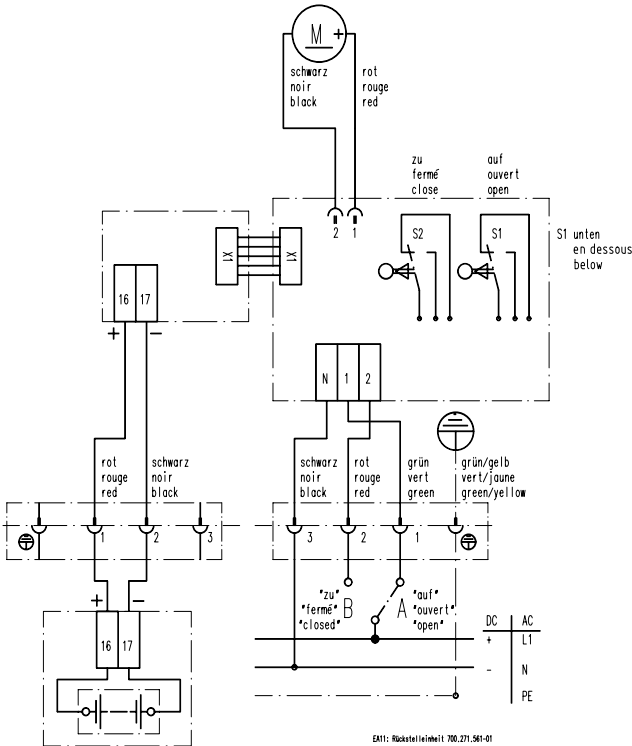 M +
schwarz
noir
black
rot
rouge
red
zu
fermé
close
auf
ouvert
open
2 1
S2
S1
S1 unten
en dessous
below
X1
X1
16 17
+ −
N 1 2
rot
rouge
red
schwarz
noir
black
schwarz
noir
black
rot
rouge
red
grün
vert
green
grün/gelb
vert/jaune
green/yellow
1 2 3
3 2 1
"zu"
"fermé"
"closed"
B
A
"auf"
"ouvert"
"open"
+ −
16 17
DC AC
+ L1
- N
PE
EA11: Rückstelleinheit 700.271.561-01